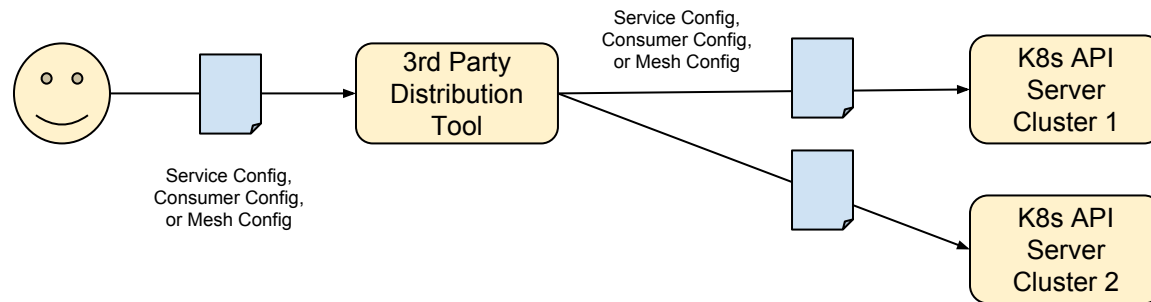 Service Config,
Consumer Config,
or Mesh Config
3rd Party
Distribution
Tool
Service Config,
Consumer Config,
or Mesh Config
K8s API
Server
Cluster 1
K8s API
Server
Cluster 2